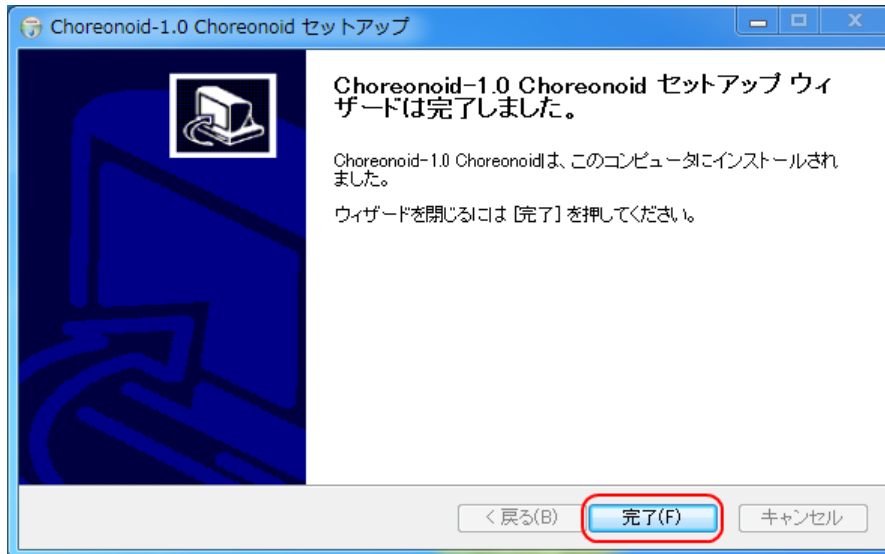 Choreonoid-1.0 Choreonoid セットアップ
Choreonoid-1.0 Choreonoid セットアップ ウィ
ザードは完了しました。
Choreonoid-1.0 Choreonoidは、このコンピュータにインストールされ
ました。
ウィザードを閉じるには [完了] を押してください。
< 戻る(B)
完了(F)
キャンセル